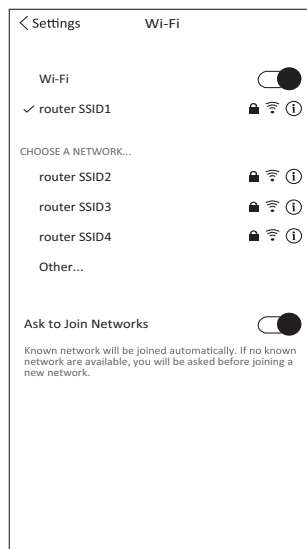 Settings Wi-Fi
Wi-Fi
router SSID1
CHOOSE A NETWORK...
router SSID2
router SSID3
router SSID4
Other...
Ask to Join Networks
Known network will be joined automatically. If no known
network are available, you will be asked before joining a
new network.